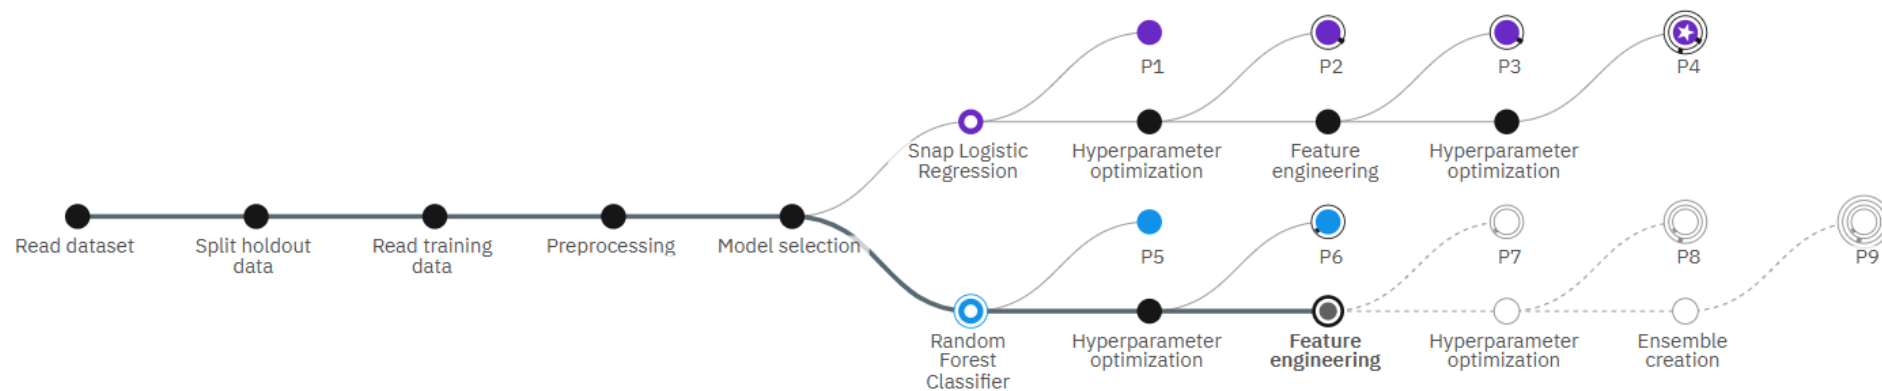 P1
P2
P3
P4
Snap Logistic
Regression
Hyperparameter
optimization
Feature
engineering
Hyperparameter
optimization
Read dataset
Split holdout
data
Read training
data
Preprocessing
Model selection
P5
P6
P7
P8
P9
Random
Forest
Classifier
Hyperparameter
optimization
Feature
engineering
Hyperparameter
optimization
Ensemble
creation